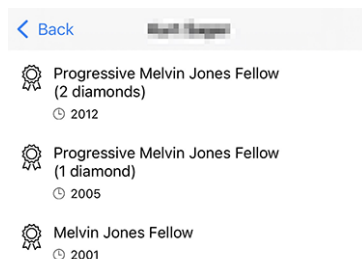 Back
Progressive Melvin Jones Fellow
(2 diamonds)
2012
Progressive Melvin Jones Fellow
(1 diamond)
2005
Melvin Jones Fellow
2001